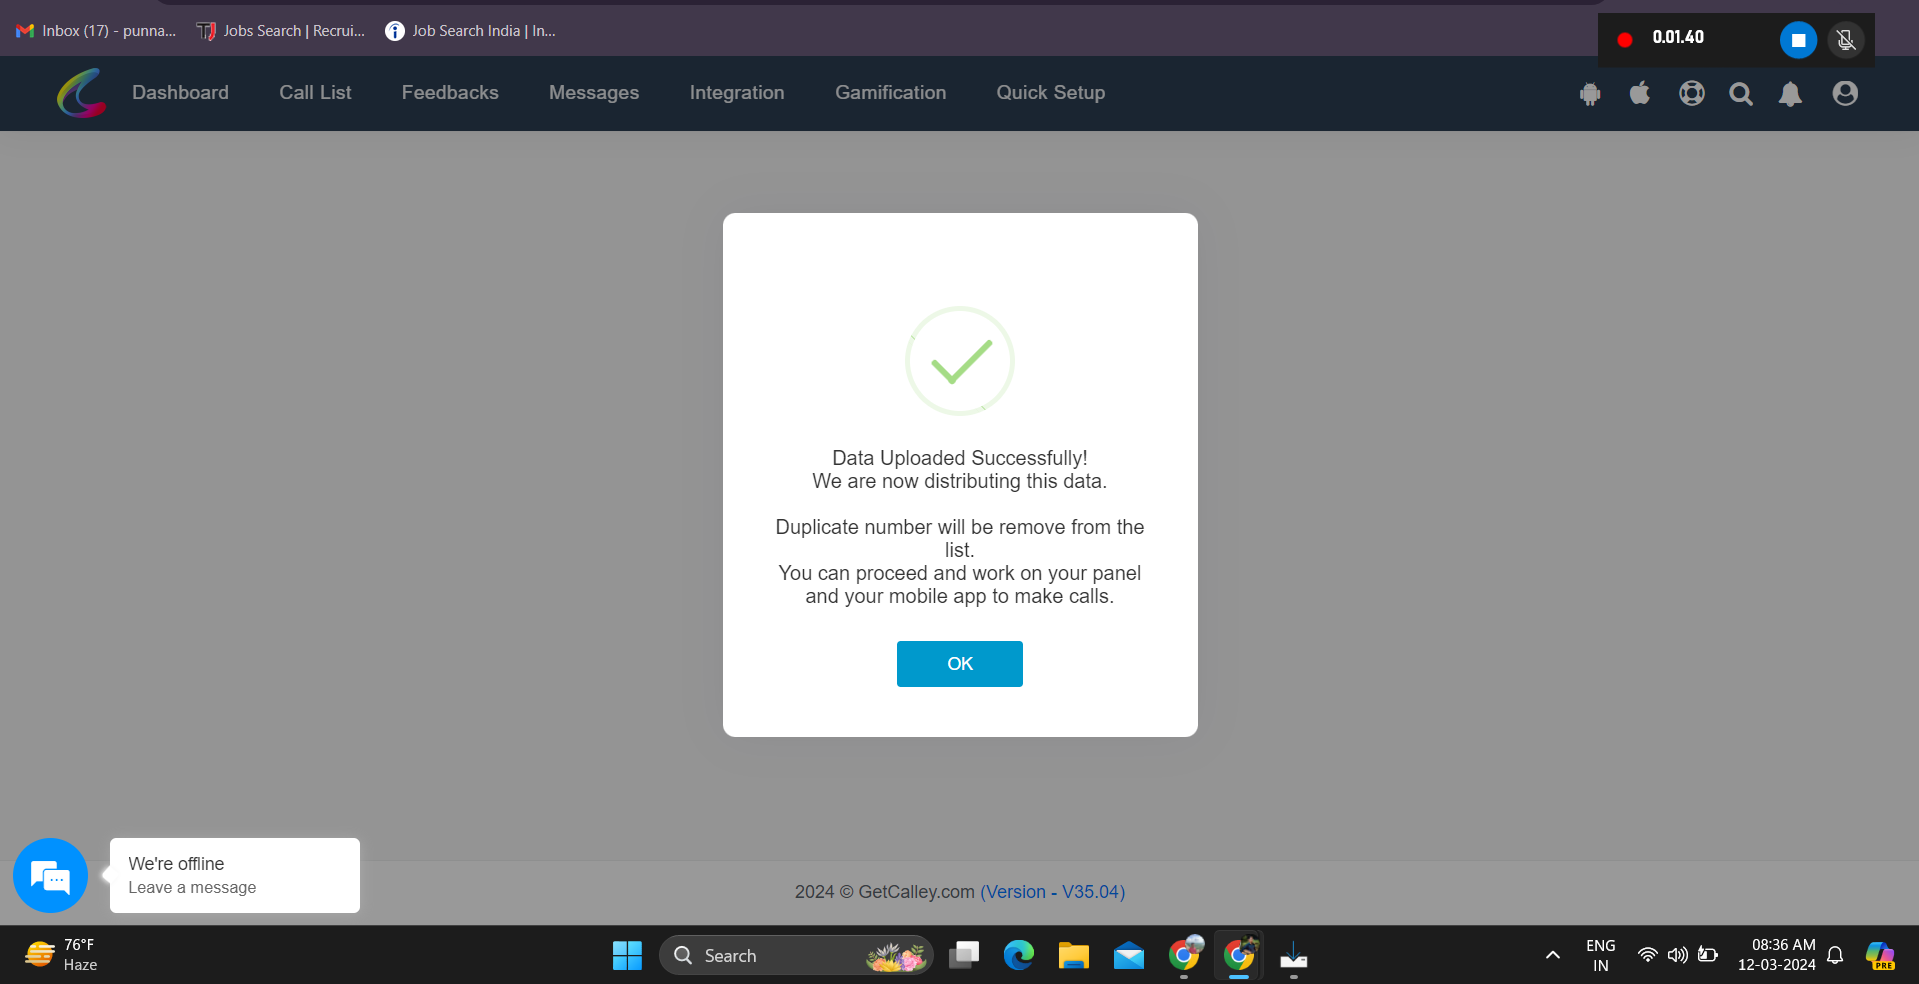 Inbox (17) - punna...
Jobs Search | Recrui...
Job Search India | In...
0.01.40
Dashboard
Call List
Feedbacks
Messages
Integration
Gamification
Quick Setup
Data Uploaded Successfully!
We are now distributing this data.
Duplicate number will be remove from the
list.
You can proceed and work on your panel
and your mobile app to make calls.
OK
We're offline
Leave a message
2024 © GetCalley.com (Version - V35.04)
76°F
Haze
Search
ENG
IN
08:36 AM
12-03-2024
PRE